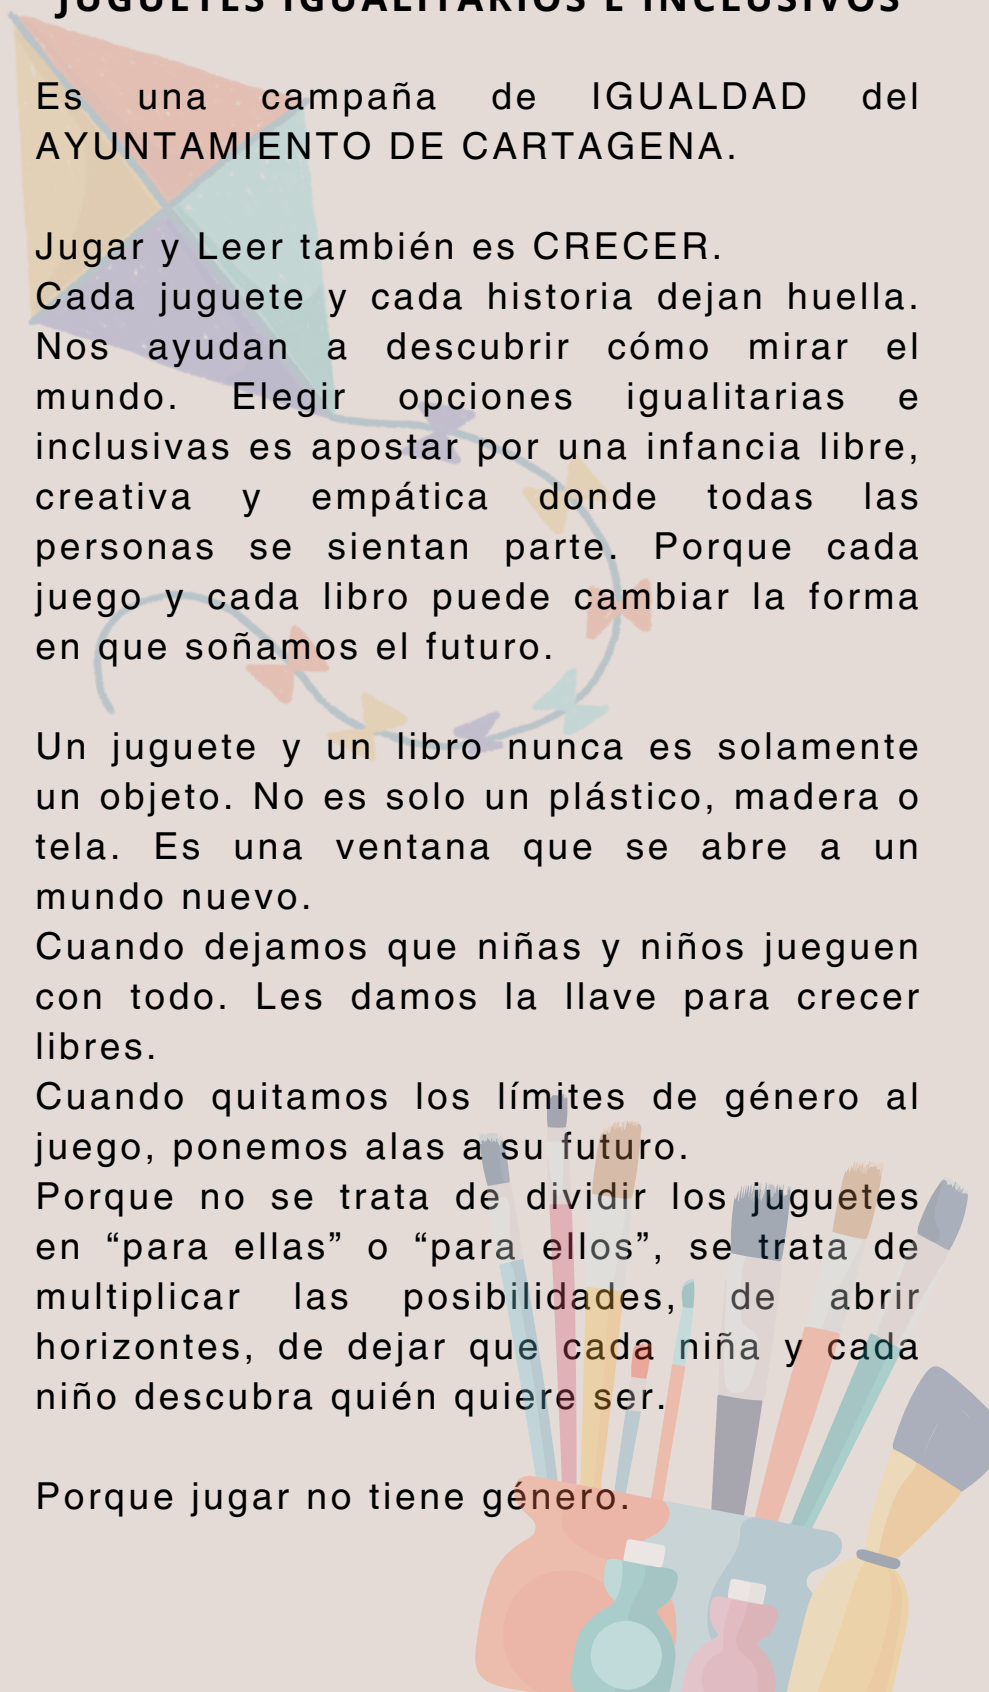 JUGUETES IGUALITARIOS E INCLUSIVOS
Es una campaña de IGUALDAD del
AYUNTAMIENTO DE CARTAGENA.
Jugar y Leer también es CRECER.
Cada juguete y cada historia dejan huella.
Nos ayudan a descubrir cómo mirar el
mundo. Elegir opciones igualitarias e
inclusivas es apostar por una infancia libre,
creativa y empática donde todas las
personas se sientan parte. Porque cada
juego y cada libro puede cambiar la forma
en que soñamos el futuro.
Un juguete y un libro nunca es solamente
un objeto. No es solo un plástico, madera o
tela. Es una ventana que se abre a un
mundo nuevo.
Cuando dejamos que niñas y niños jueguen
con todo. Les damos la llave para crecer
libres.
Cuando quitamos los límites de género al
juego, ponemos alas a su futuro.
Porque no se trata de dividir los juguetes
en “para ellas” o “para ellos”, se trata de
multiplicar las posibilidades, de abrir
horizontes, de dejar que cada niña y cada
niño descubra quién quiere ser.
Porque jugar no tiene género.